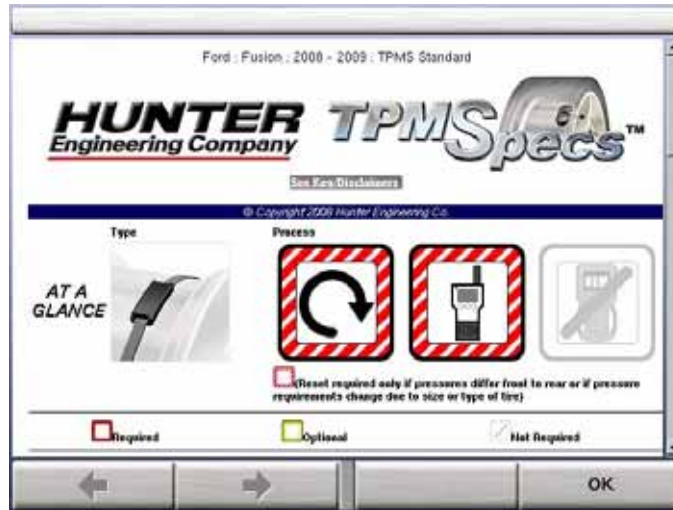 Ford : Fusion : 2008 - 2009 : TPMS Standard
HUNTER
Engineering Company
TPMSpecs™
See Key/Disclaimers
© Copyright 2008 Hunter Engineering Co.
Type
Process
AT A
GLANCE
(Reset required only if pressures differ front to rear or if pressure
requirements change due to size or type of tire)
Required
Optional
Not Required
OK